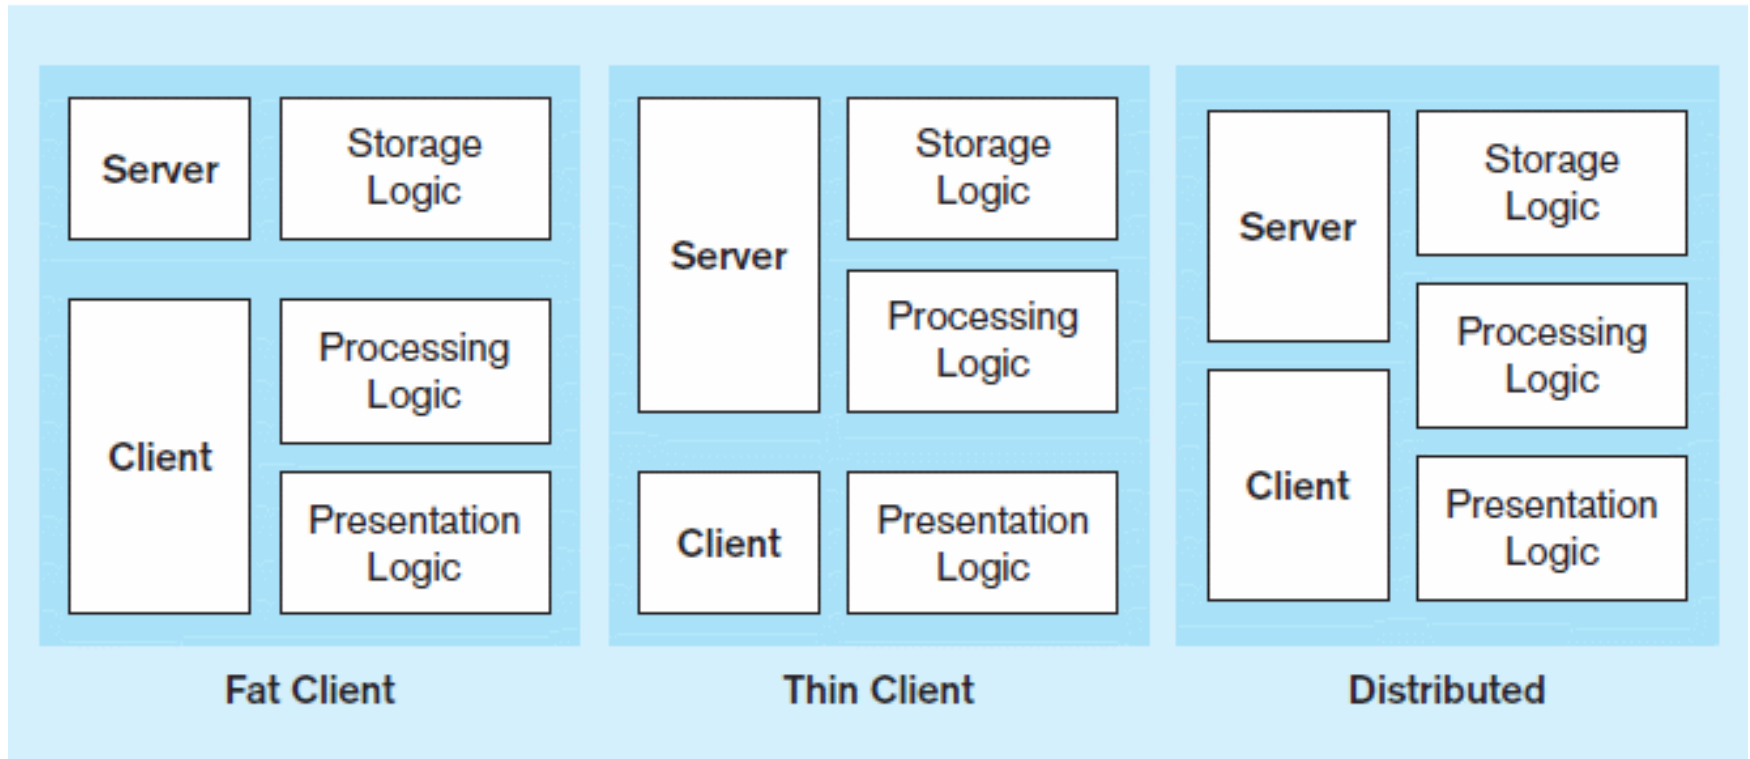 Server
Storage
Logic
Client
Processing
Logic
Presentation
Logic
Fat Client
Server
Storage
Logic
Processing
Logic
Client
Presentation
Logic
Thin Client
Server
Storage
Logic
Processing
Logic
Client
Presentation
Logic
Distributed